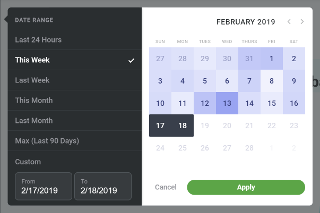 DATE RANGE
Last 24 Hours
This Week
Last Week
This Month
Last Month
Max (Last 90 Days)
Custom
From
2/17/2019
To
2/18/2019
FEBRUARY 2019
SUN MON TUES WED THURS FRI SAT
27 28 29 30 31 1 2
3 4 5 6 7 8 9
10 11 12 13 14 15 16
17 18 19 20 21 22 23
24 25 26 27 28 1 2
Cancel
Apply